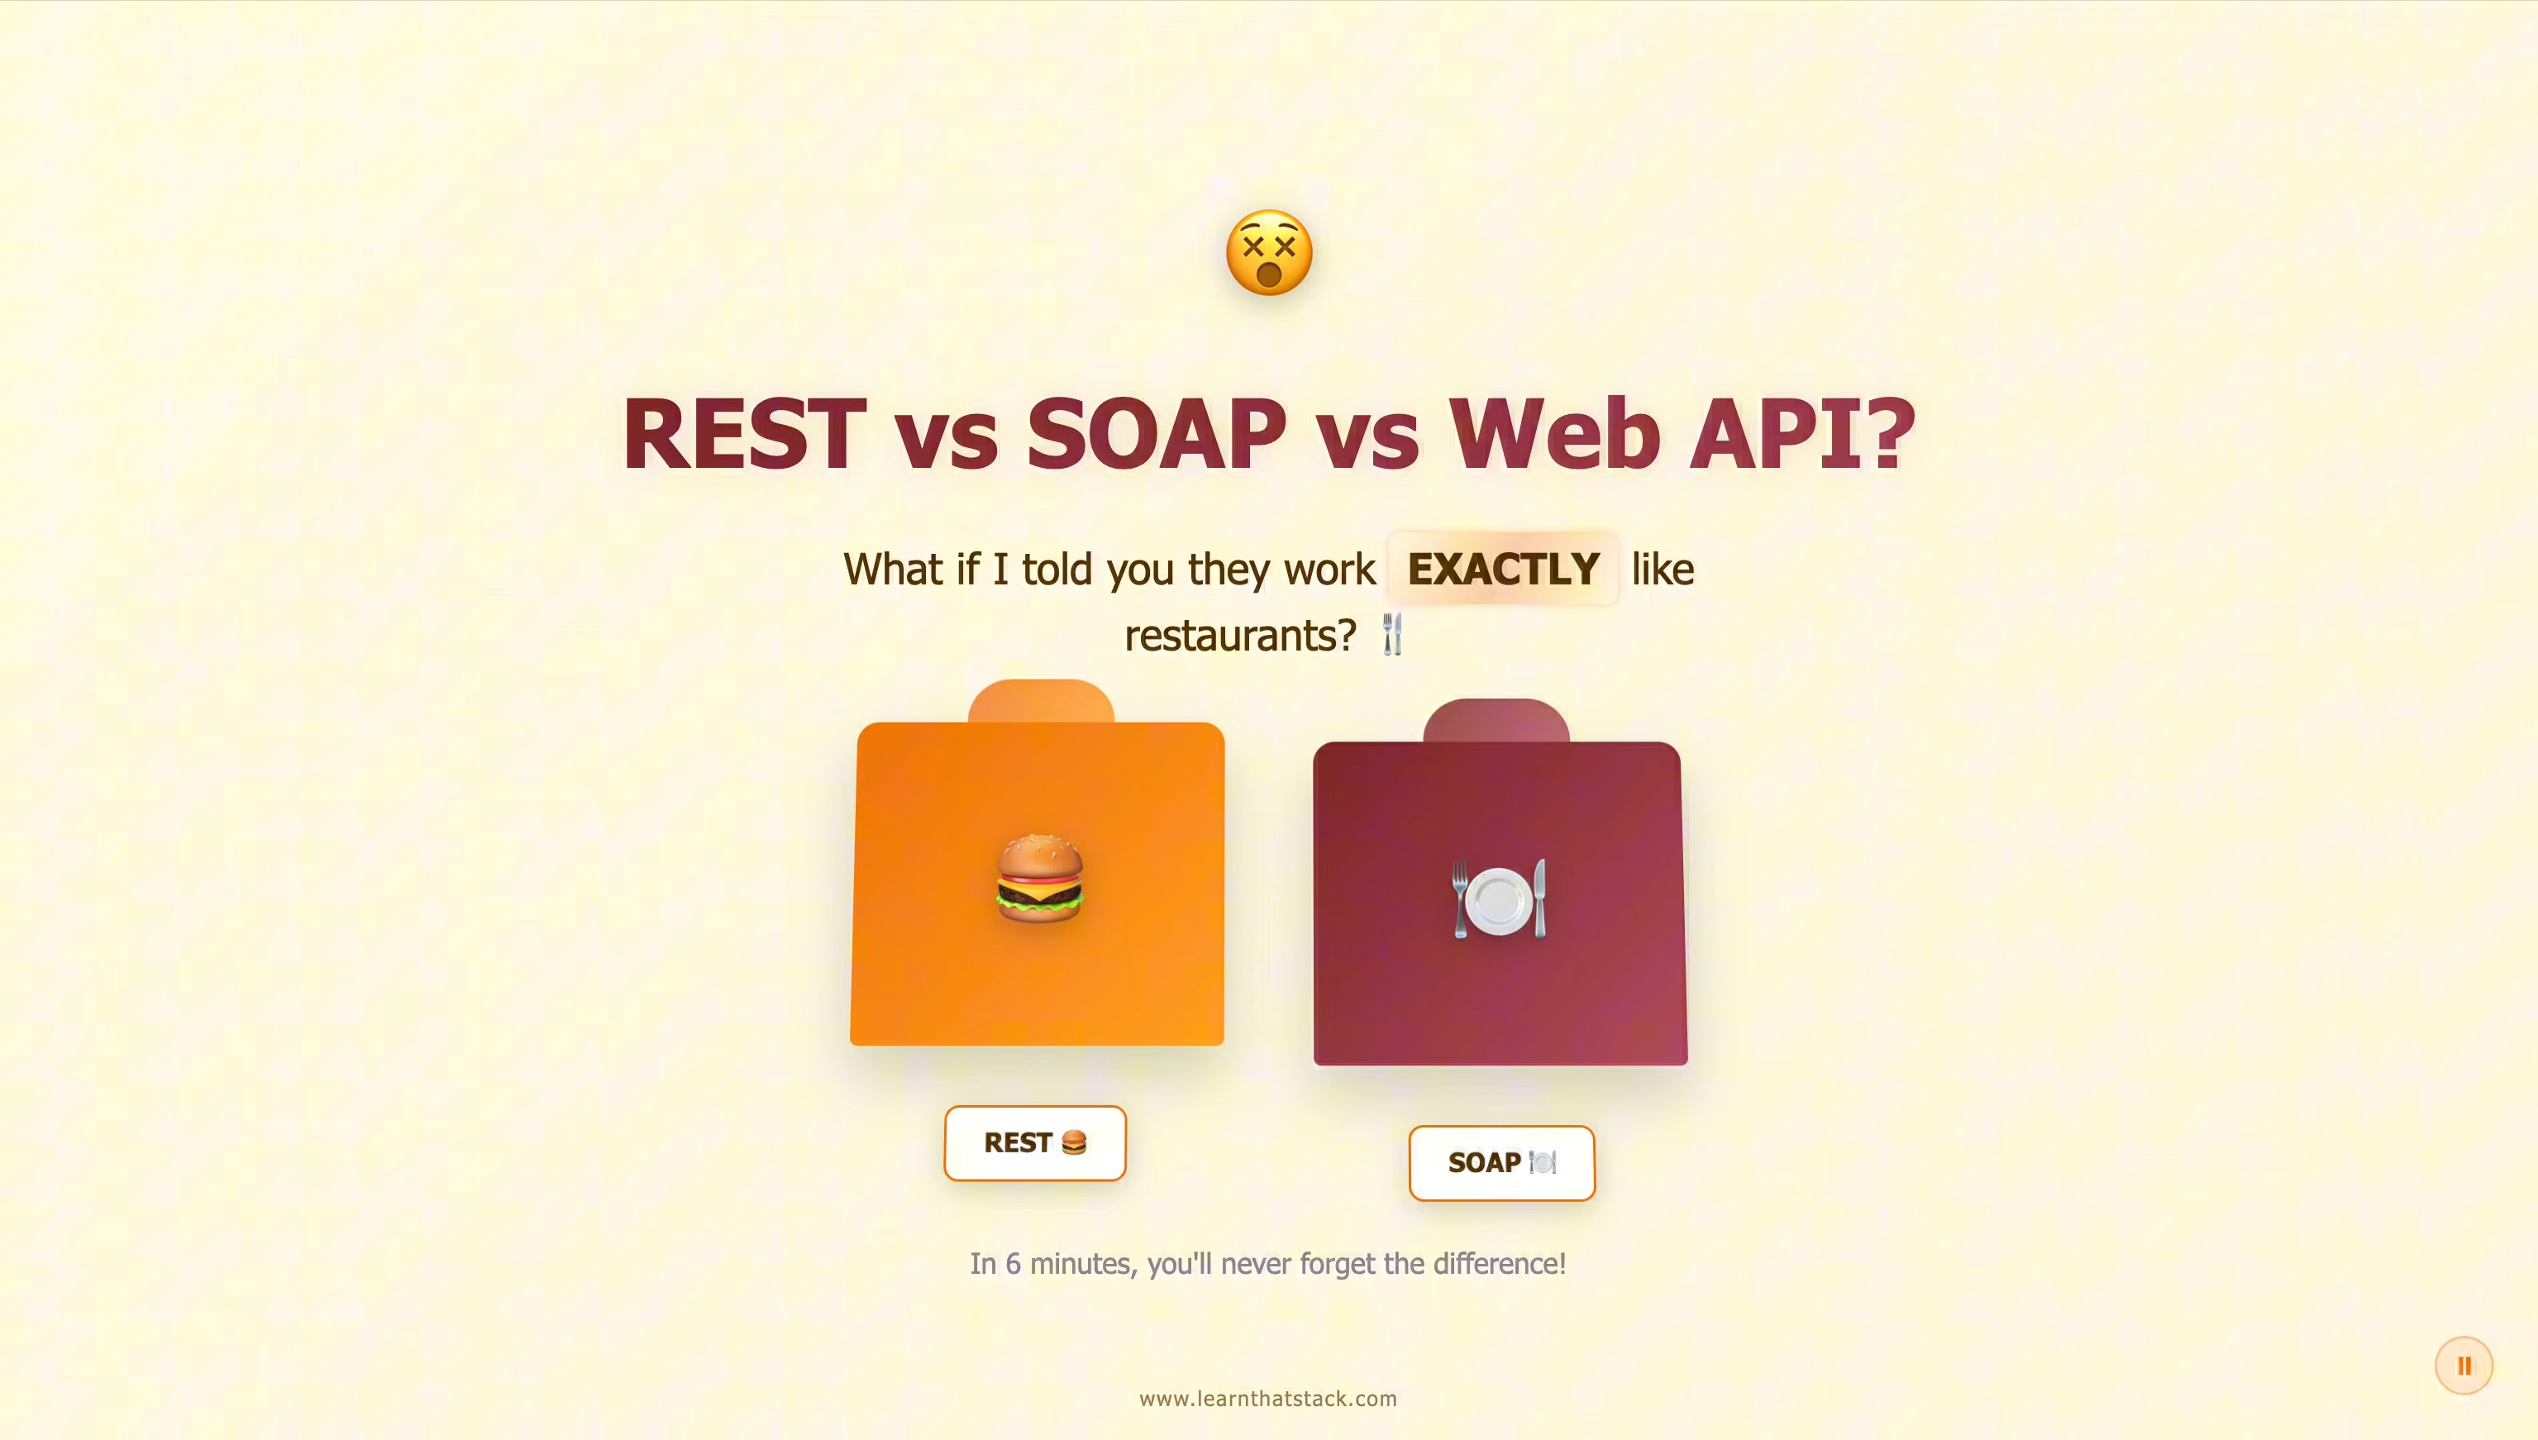 REST vs SOAP vs Web API?
What if I told you they work EXACTLY like
restaurants? 🍴
REST 🍔
SOAP 🍽️
In 6 minutes, you'll never forget the difference!
www.learnthatstack.com